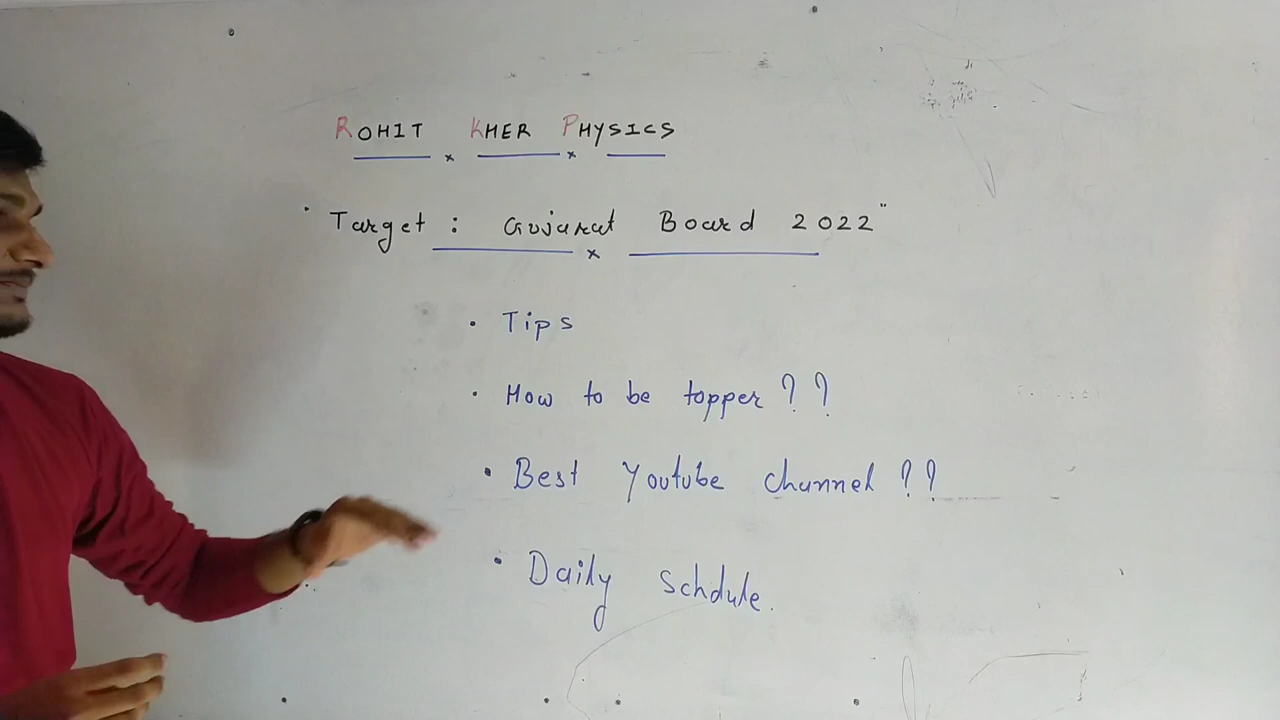 ROHIT KHER PHYSICS
" Target : Gujarat Board 2022"
• Tips
• How to be topper ??
• Best Youtube channel ??
• Daily Schdule.